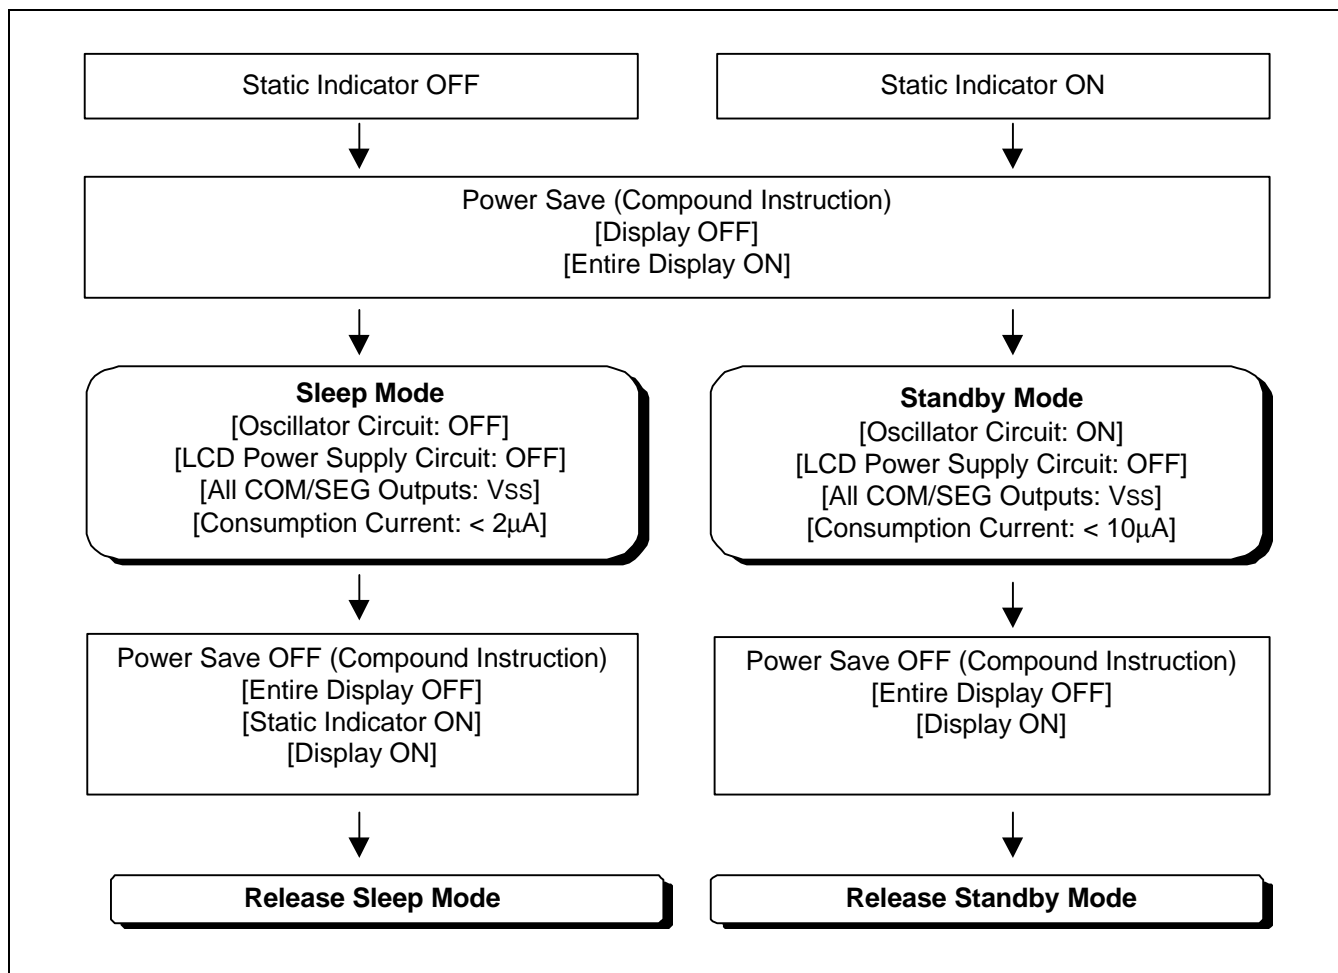 Static Indicator OFF
Static Indicator ON
Power Save (Compound Instruction)
[Display OFF]
[Entire Display ON]
Sleep Mode
[Oscillator Circuit: OFF]
[LCD Power Supply Circuit: OFF]
[All COM/SEG Outputs: VSS]
[Consumption Current: < 2μA]
Standby Mode
[Oscillator Circuit: ON]
[LCD Power Supply Circuit: OFF]
[All COM/SEG Outputs: VSS]
[Consumption Current: < 10μA]
Power Save OFF (Compound Instruction)
[Entire Display OFF]
[Static Indicator ON]
[Display ON]
Power Save OFF (Compound Instruction)
[Entire Display OFF]
[Display ON]
Release Sleep Mode
Release Standby Mode